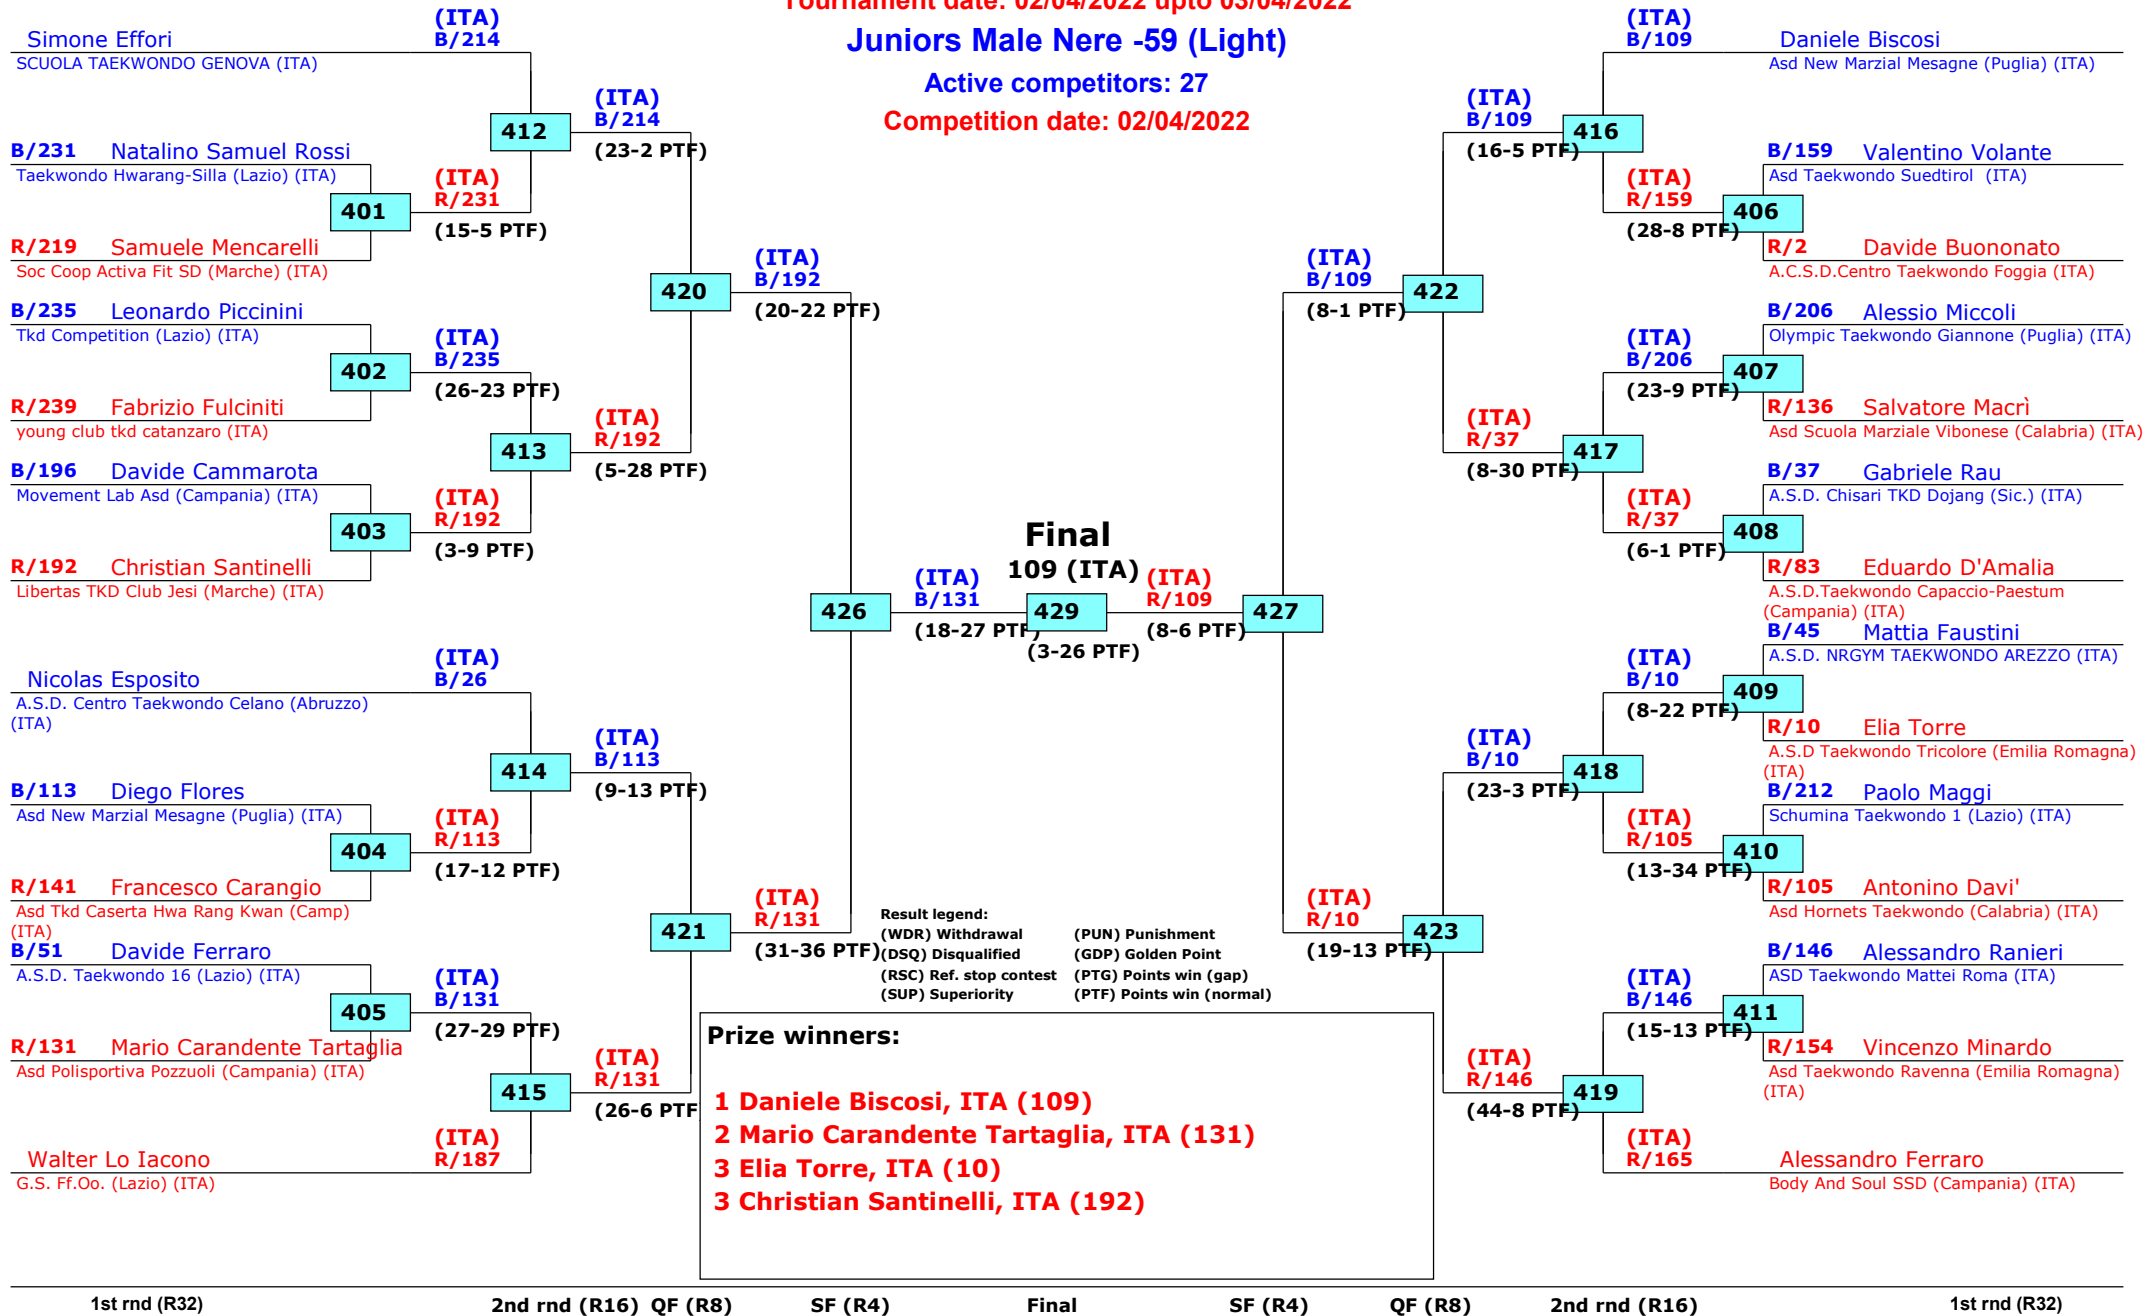 Tournament date: 02/04/2022 upto 03/04/2022
Juniors Male Nere -59 (Light)
Active competitors: 27
Competition date: 02/04/2022
Simone Effori
SCUOLA TAEKWONDO GENOVA (ITA)
(ITA)
B/214
B/231 Natalino Samuel Rossi
Taekwondo Hwarang-Silla (Lazio) (ITA)
401
(ITA)
R/231
(15-5 PTF)
R/219 Samuele Mencarelli
Soc Coop Activa Fit SD (Marche) (ITA)
412
(ITA)
B/214
(23-2 PTF)
B/235 Leonardo Piccinini
Tkd Competition (Lazio) (ITA)
402
(ITA)
B/235
(26-23 PTF)
R/239 Fabrizio Fulciniti
young club tkd catanzaro (ITA)
413
(ITA)
R/192
(5-28 PTF)
B/196 Davide Cammarota
Movement Lab Asd (Campania) (ITA)
403
(ITA)
R/192
(3-9 PTF)
R/192 Christian Santinelli
Libertas TKD Club Jesi (Marche) (ITA)
420
(ITA)
B/192
(20-22 PTF)
Nicolas Esposito
A.S.D. Centro Taekwondo Celano (Abruzzo)
(ITA)
(ITA)
B/26
414
(ITA)
B/113
(9-13 PTF)
B/113 Diego Flores
Asd New Marzial Mesagne (Puglia) (ITA)
404
(ITA)
R/113
(17-12 PTF)
R/141 Francesco Carangio
Asd Tkd Caserta Hwa Rang Kwan (Camp)
(ITA)
B/51 Davide Ferraro
A.S.D. Taekwondo 16 (Lazio) (ITA)
405
(ITA)
B/131
(27-29 PTF)
R/131 Mario Carandente Tartaglia
Asd Polisportiva Pozzuoli (Campania) (ITA)
415
(ITA)
R/131
(26-6 PTF
Walter Lo Iacono
G.S. Ff.Oo. (Lazio) (ITA)
(ITA)
R/187
421
(ITA)
R/131
(31-36 PTF)
426
(ITA)
B/131
(18-27 PTF)
Final
109 (ITA)
429
(3-26 PTF)
(ITA)
R/109
(8-6 PTF)
427
(ITA)
B/109
(8-1 PTF)
422
(ITA)
B/109
(16-5 PTF)
416
(ITA)
B/109
Daniele Biscosi
Asd New Marzial Mesagne (Puglia) (ITA)
B/159 Valentino Volante
Asd Taekwondo Suedtirol (ITA)
(ITA)
R/159
(28-8 PTF)
406
R/2 Davide Buononato
A.C.S.D.Centro Taekwondo Foggia (ITA)
B/206 Alessio Miccoli
Olympic Taekwondo Giannone (Puglia) (ITA)
(ITA)
B/206
(23-9 PTF)
407
R/136 Salvatore Macrì
Asd Scuola Marziale Vibonese (Calabria) (ITA)
(ITA)
R/37
(8-30 PTF)
417
B/37 Gabriele Rau
A.S.D. Chisari TKD Dojang (Sic.) (ITA)
(ITA)
R/37
(6-1 PTF)
408
R/83 Eduardo D'Amalia
A.S.D.Taekwondo Capaccio-Paestum
(Campania) (ITA)
B/45 Mattia Faustini
A.S.D. NRGYM TAEKWONDO AREZZO (ITA)
(ITA)
B/10
(8-22 PTF)
409
R/10 Elia Torre
A.S.D Taekwondo Tricolore (Emilia Romagna)
(ITA)
(ITA)
B/10
(23-3 PTF)
418
B/212 Paolo Maggi
Schumina Taekwondo 1 (Lazio) (ITA)
(ITA)
R/105
(13-34 PTF)
410
R/105 Antonino Davi'
Asd Hornets Taekwondo (Calabria) (ITA)
(ITA)
R/10
(19-13 PTF)
423
B/146 Alessandro Ranieri
ASD Taekwondo Mattei Roma (ITA)
(ITA)
B/146
(15-13 PTF)
411
R/154 Vincenzo Minardo
Asd Taekwondo Ravenna (Emilia Romagna)
(ITA)
(ITA)
R/146
(44-8 PTF)
419
(ITA)
R/165
Alessandro Ferraro
Body And Soul SSD (Campania) (ITA)
Result legend:
(WDR) Withdrawal (PUN) Punishment
(DSQ) Disqualified (GDP) Golden Point
(RSC) Ref. stop contest (PTG) Points win (gap)
(SUP) Superiority (PTF) Points win (normal)
Prize winners:
1 Daniele Biscosi, ITA (109)
2 Mario Carandente Tartaglia, ITA (131)
3 Elia Torre, ITA (10)
3 Christian Santinelli, ITA (192)
1st rnd (R32) 2nd rnd (R16) QF (R8) SF (R4) Final SF (R4) QF (R8) 2nd rnd (R16) 1st rnd (R32)